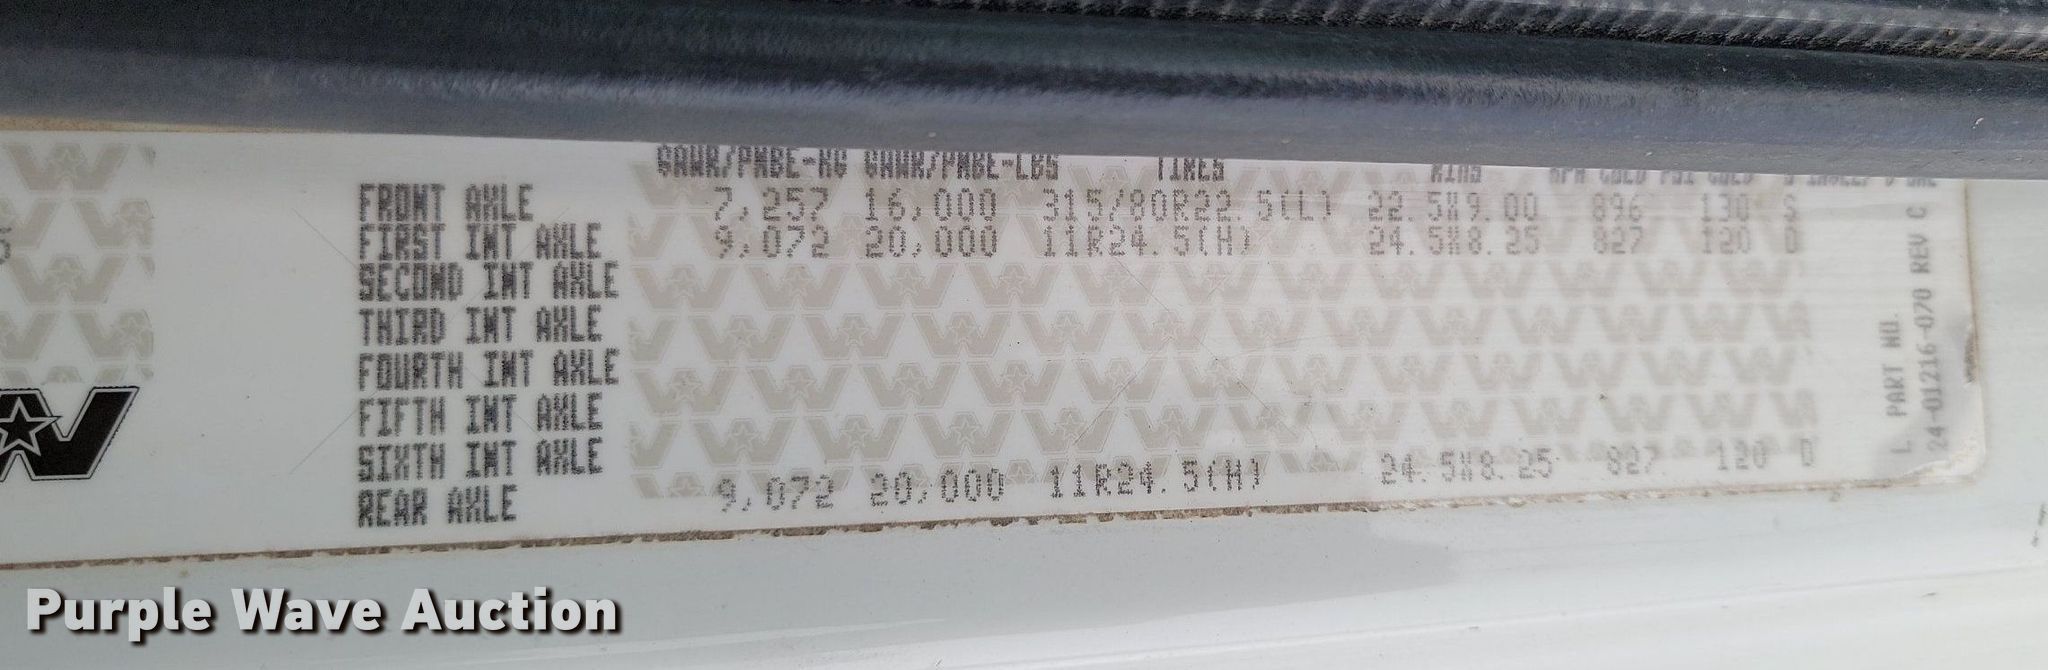 GAWR/PNBE-KG GAWR/PNBE-LBS TIRES RIMS
FRONT AXLE 7,257 16,000 315/80R22.5(L) 22.5X9.00 896 130 S
FIRST INT AXLE 9,072 20,000 11R24.5(H) 24.5X8.25 827 120 D
SECOND INT AXLE
THIRD INT AXLE
FOURTH INT AXLE
FIFTH INT AXLE
SIXTH INT AXLE
REAR AXLE 9,072 20,000 11R24.5(H) 24.5X8.25 827 120 D
L PART NO.
24-01216-070 REV C
Purple Wave Auction